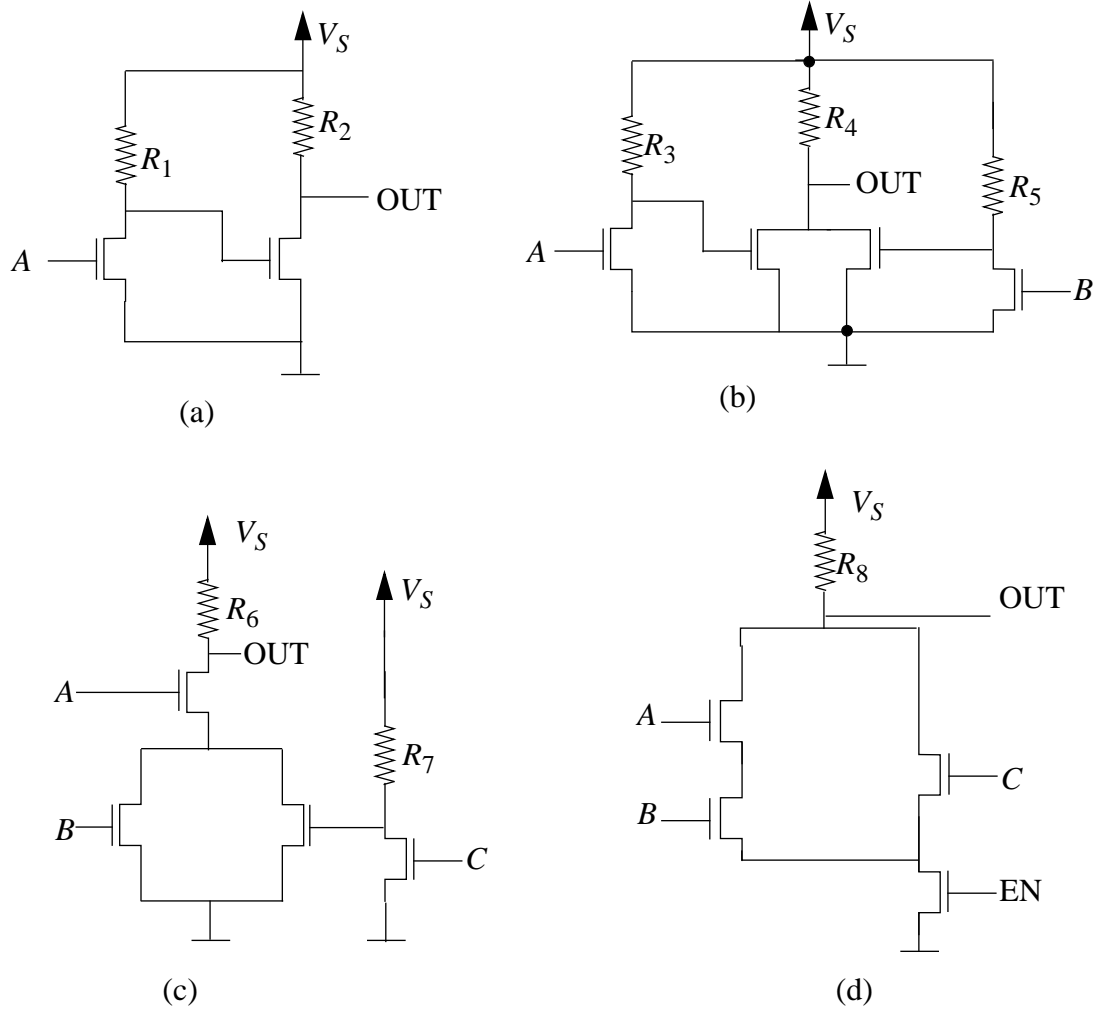 V_S
R_1
R_2
OUT
A
(a)
V_S
R_3
R_4
OUT
R_5
A
B
(b)
V_S
R_6
OUT
V_S
A
R_7
B
C
(c)
V_S
R_8
OUT
A
B
C
EN
(d)